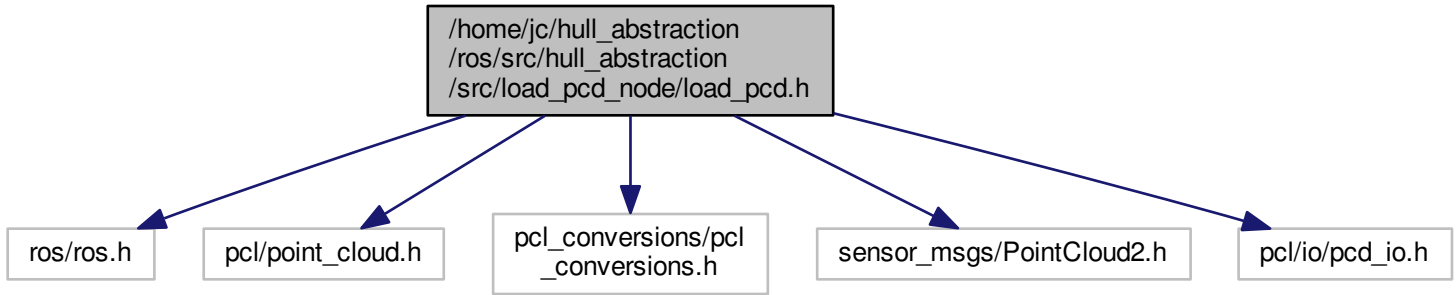 /home/jc/hull_abstraction
/ros/src/hull_abstraction
/src/load_pcd_node/load_pcd.h
ros/ros.h
pcl/point_cloud.h
pcl_conversions/pcl
_conversions.h
sensor_msgs/PointCloud2.h
pcl/io/pcd_io.h